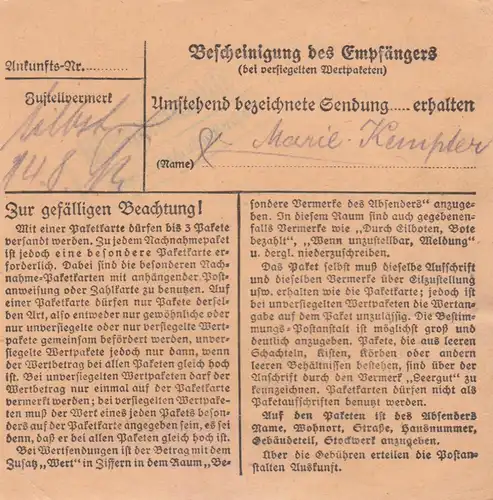 Ankunfts-Nr.............
Zustellvermerk
selbst
14.8.
Bescheinigung des Empfängers
(bei versiegelten Wertpaketen)
Umstehend bezeichnete Sendung..... erhalten
(Name) Marie Kempter
Zur gefälligen Beachtung!
Mit einer Paketkarte dürfen bis 3 Pakete
versandt werden. Zu jedem Nachnahmepaket
ist jedoch eine besondere Paketkarte er-
forderlich. Dabei sind die besonderen Nach-
nahme-Paketkarten mit anhängender Post-
anweisung oder Zahlkarte zu benutzen. Auf
einer Paketkarte dürfen nur Pakete dersel-
ben Art, also entweder nur gewöhnliche oder
nur unversiegelte oder nur versiegelte Wert-
pakete gemeinsam befördert werden, unver-
siegelte Wertpakete jedoch nur dann, wenn
der Wertbetrag bei allen Paketen gleich hoch
ist. Bei unversiegelten Wertpaketen darf der
Wertbetrag nur einmal auf der Paketkarte
vermerkt werden; bei versiegelten Wertpake-
ten muß der Wert eines jeden Pakets beson-
ders auf der Paketkarte angegeben sein, es sei
denn, daß er bei allen Paketen gleich hoch ist.
Bei Wertsendungen ist der Betrag mit dem
Zusatz „Wert" in Ziffern in dem Raum „Be-
sondere Vermerke des Absenders" anzuge-
ben. In diesem Raum sind auch gegebenen-
falls Vermerke wie „Durch Eilboten, Bote
bezahlt", „Wenn unzustellbar, Meldung"
u. dergl. niederzuschreiben.
Das Paket selbst muß dieselbe Aufschrift
und dieselben Vermerke über Eilzustellung
usw. erhalten wie die Paketkarte; jedoch ist
bei unversiegelten Wertpaketen die Wertan-
gabe auf dem Paket unzulässig. Die Bestim-
mungs-Postanstalt ist möglichst groß und
deutlich anzugeben. Pakete, die aus leeren
Schachteln, Kisten, Körben oder andern
leeren Behältnissen bestehen, sind über der
Anschrift durch den Vermerk „Leergut" zu
kennzeichnen. Paketkarten dürfen nicht als
Paketaufschriften benutzt werden.
Auf den Paketen ist des Absenders
Name, Wohnort, Straße, Hausnummer,
Gebäudeteil, Stockwerk anzugeben.
Über die Gebühren erteilen die Postan-
stalten Auskunft.